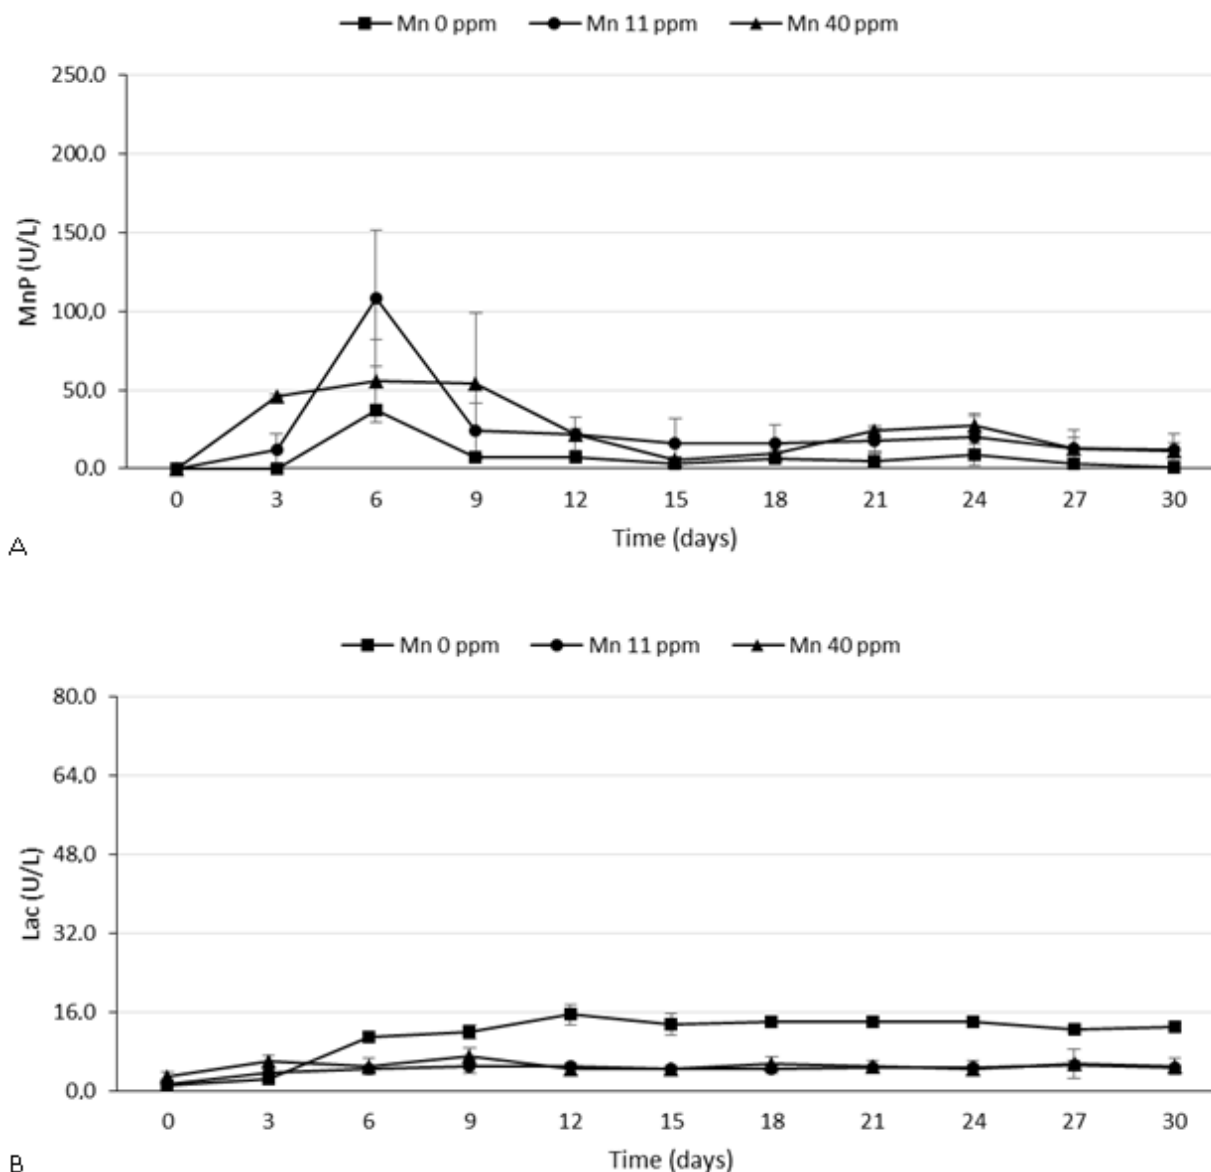 Mn 0 ppm Mn 11 ppm Mn 40 ppm
250.0
200.0
150,0
100,0
50.0
0.0
MnP (U/L)
0 3 6 9 12 15 18 21 24 27 30
Time (days)
A
Mn 0 ppm Mn 11 ppm Mn 40 ppm
80.0
64.0
48.0
32.0
16.0
0.0
Lac (U/L)
0 3 6 9 12 15 18 21 24 27 30
Time (days)
B